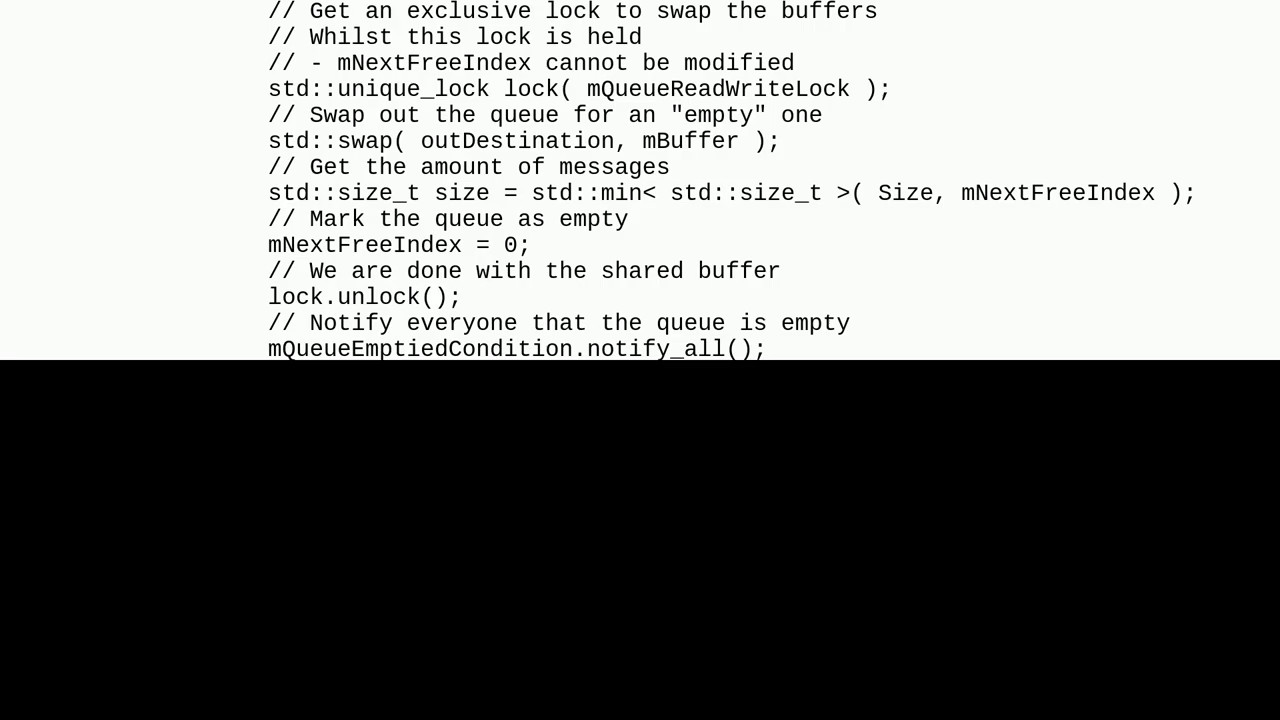 // Get an exclusive lock to swap the buffers
// Whilst this lock is held
// - mNextFreeIndex cannot be modified
std::unique_lock lock( mQueueReadWriteLock );
// Swap out the queue for an "empty" one
std::swap( outDestination, mBuffer );
// Get the amount of messages
std::size_t size = std::min< std::size_t >( Size, mNextFreeIndex );
// Mark the queue as empty
mNextFreeIndex = 0;
// We are done with the shared buffer
lock.unlock();
// Notify everyone that the queue is empty
mQueueEmptiedCondition.notify_all();